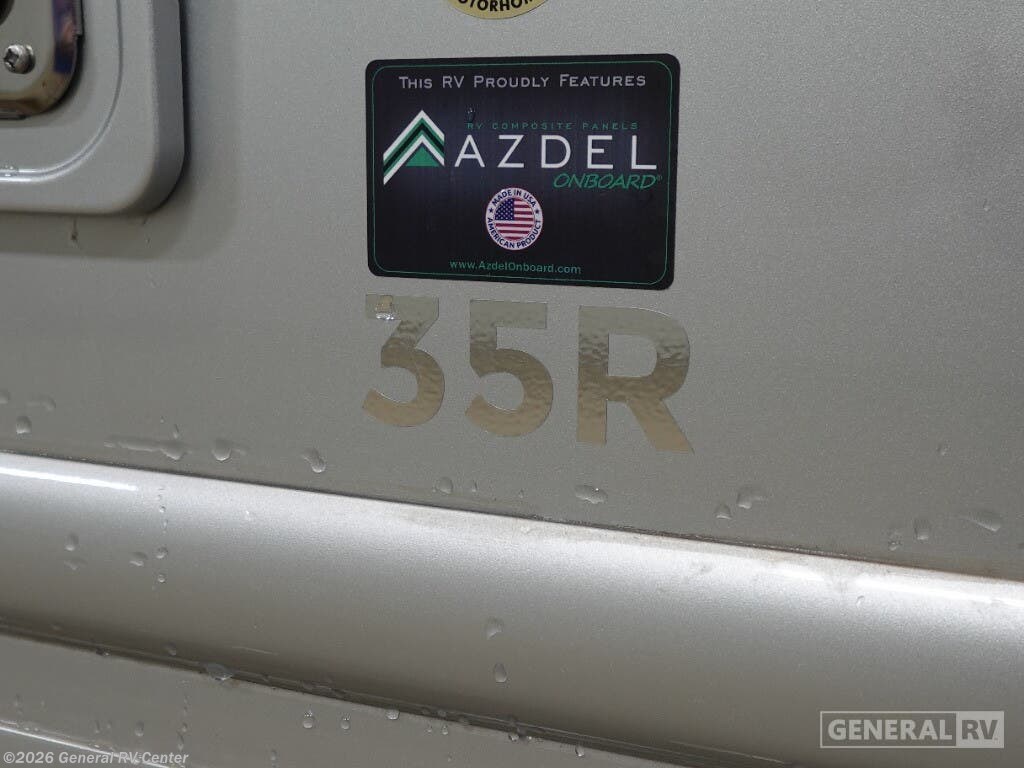 THIS RV PROUDLY FEATURES
RV COMPOSITE PANELS
AZDEL
ONBOARD®
MADE IN USA
AMERICAN PRODUCT
www.AzdelOnboard.com
35R
GENERAL RV
©2026 General RV Center